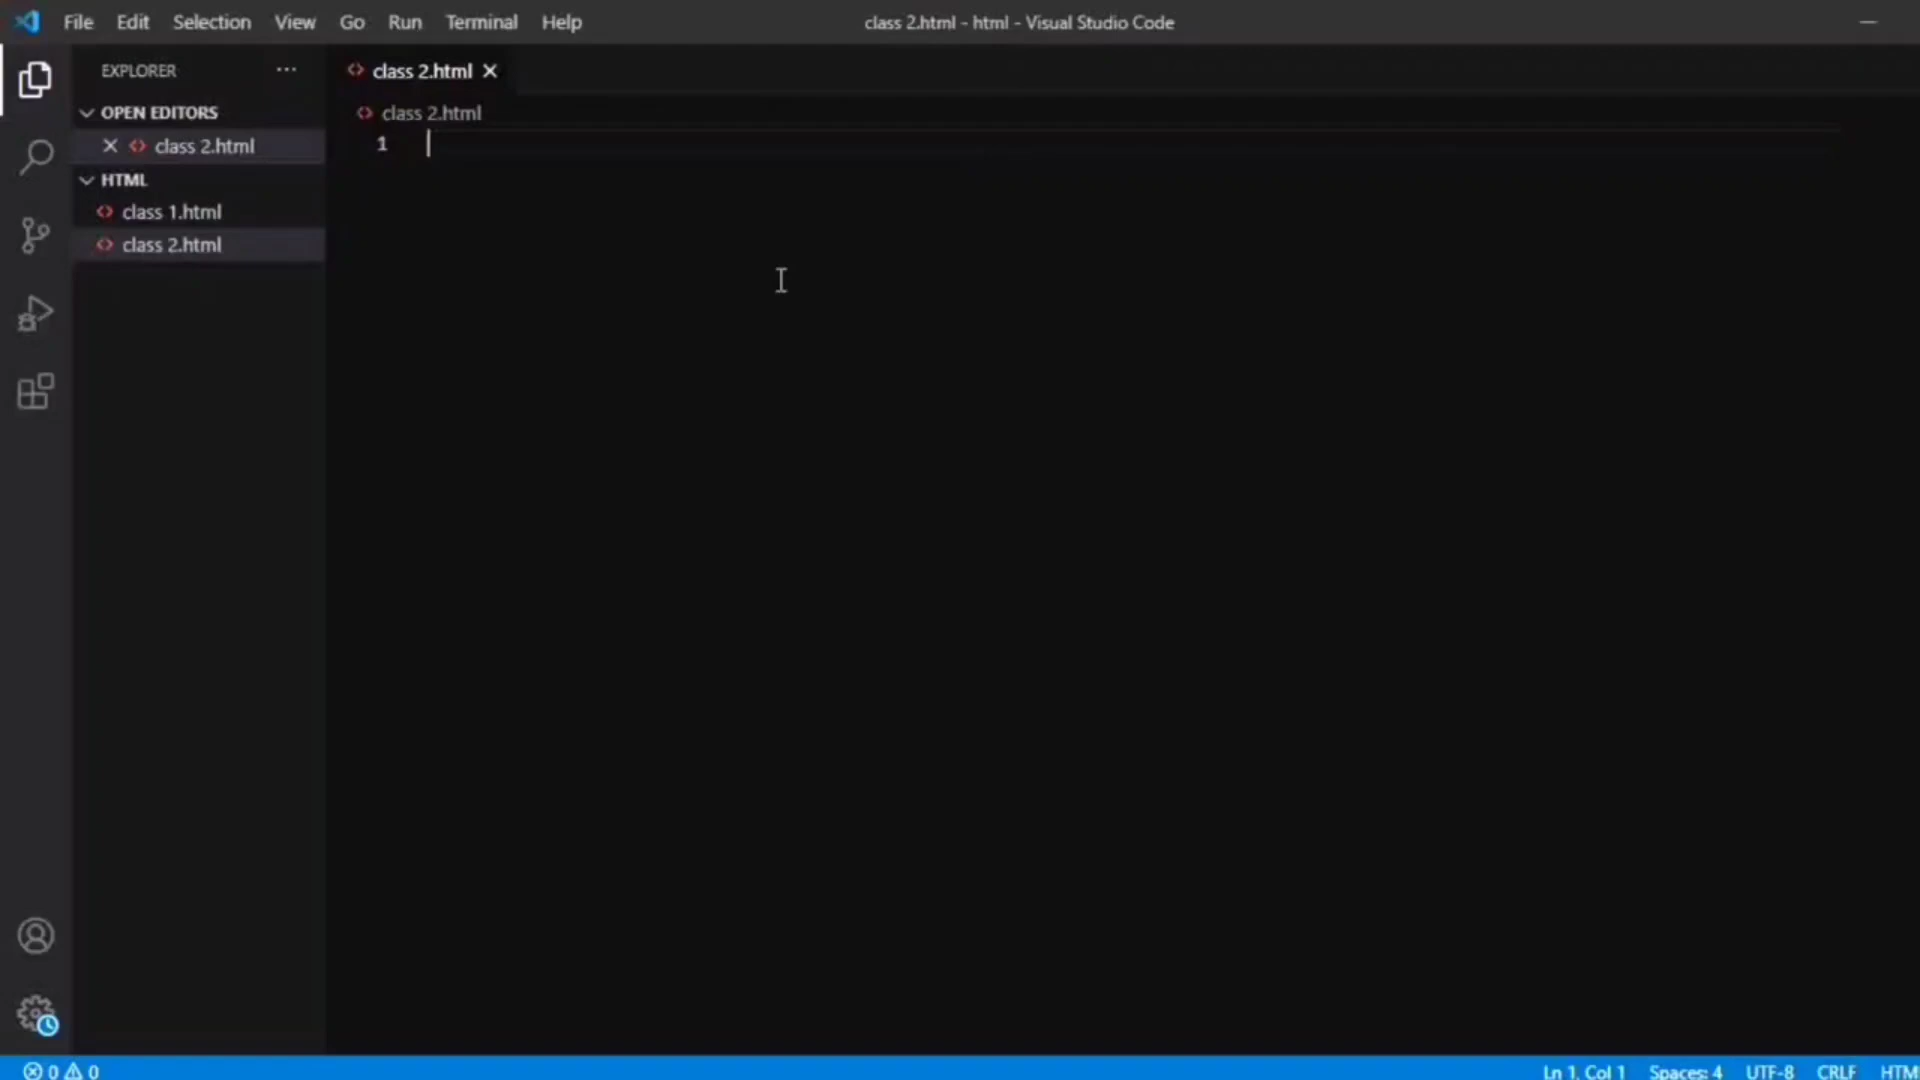 File Edit Selection View Go Run Terminal Help class 2.html - html - Visual Studio Code
EXPLORER
OPEN EDITORS
class 2.html
HTML
class 1.html
class 2.html
class 2.html
class 2.html
1
0 0 Ln 1, Col 1 Spaces: 4 UTF-8 CRLF HTM